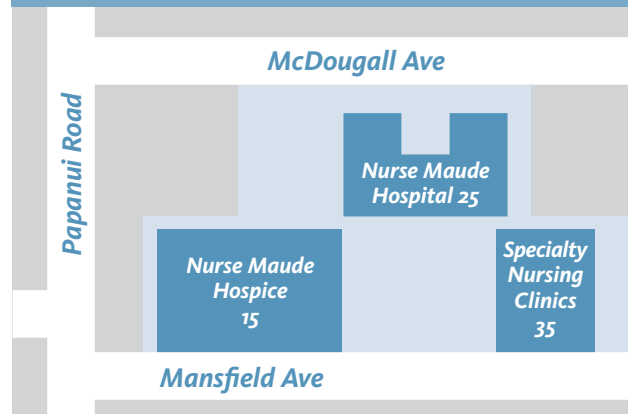 McDougall Ave
Papanui Road
Nurse Maude
Hospital 25
Nurse Maude
Hospice
15
Specialty
Nursing
Clinics
35
Mansfield Ave